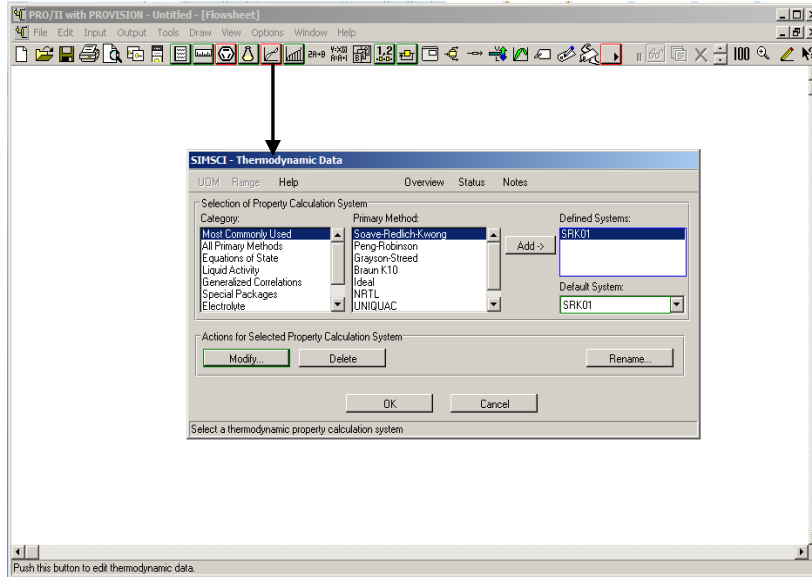 PRO/II with PROVISION - Untitled - [Flowsheet]
File Edit Input Output Tools Draw View Options Window Help
2A→B
1,2
100
SIMSCI - Thermodynamic Data
UOM Range Help Overview Status Notes
Selection of Property Calculation System
Category: Primary Method: Defined Systems:
Most Commonly Used Soave-Redlich-Kwong SRK01
All Primary Methods Peng-Robinson Add ->
Equations of State Grayson-Streed
Liquid Activity Braun K10
Generalized Correlations Ideal Default System:
Special Packages NRTL SRK01
Electrolyte UNIQUAC
Actions for Selected Property Calculation System
Modify... Delete Rename...
OK Cancel
Select a thermodynamic property calculation system
Push this button to edit thermodynamic data.